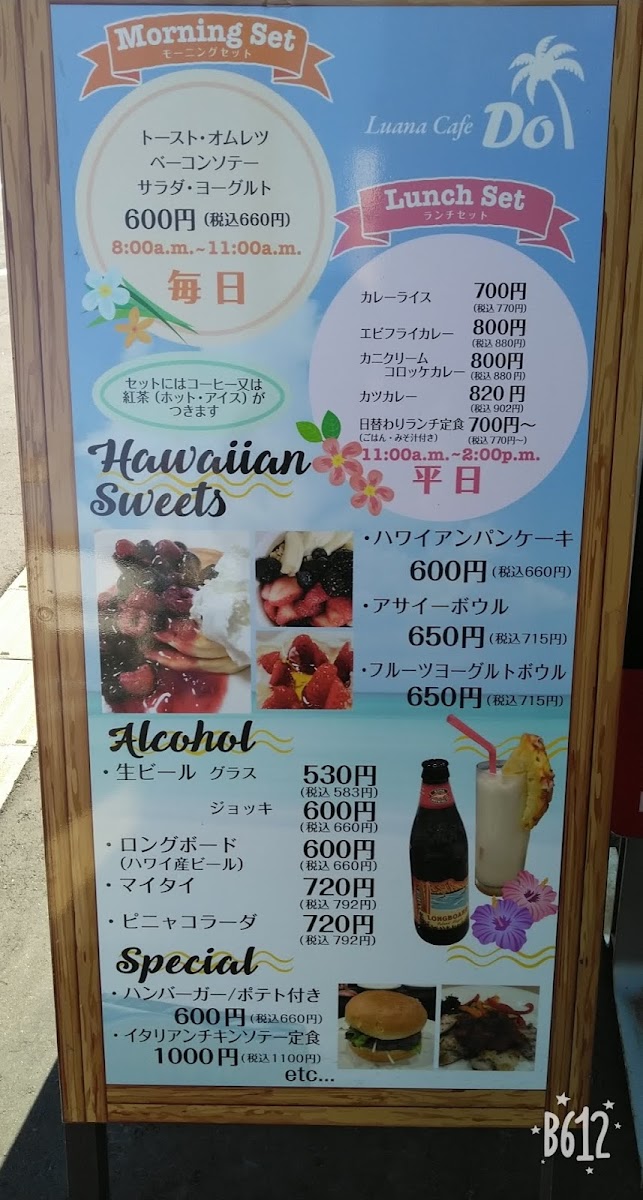 Morning Set
モーニングセット
トースト・オムレツ
ベーコンソテー
サラダ・ヨーグルト
600円 (税込660円)
8:00a.m.~11:00a.m.
毎日
Luana Cafe Do
Lunch Set
ランチセット
カレーライス 700円
(税込 770円)
エビフライカレー 800円
(税込 880円)
カニクリーム
コロッケカレー 800円
(税込 880円)
カツカレー 820円
(税込 902円)
日替わりランチ定食 700円〜
(ごはん・みそ汁付き) (税込 770円〜)
11:00a.m.~2:00p.m.
平日
セットにはコーヒー又は
紅茶(ホット・アイス)が
つきます
Hawaiian
Sweets
・ハワイアンパンケーキ
600円 (税込660円)
・アサイーボウル
650円 (税込715円)
・フルーツヨーグルトボウル
650円 (税込715円)
Alcohol
・生ビール グラス 530円
(税込 583円)
ジョッキ 600円
(税込 660円)
・ロングボード 600円
(ハワイ産ビール) (税込 660円)
・マイタイ 720円
(税込 792円)
・ピニャコラーダ 720円
(税込 792円)
LONGBOARD
Special
・ハンバーガー/ポテト付き
600円 (税込660円)
・イタリアンチキンソテー定食
1000円 (税込1100円)
etc...
B612